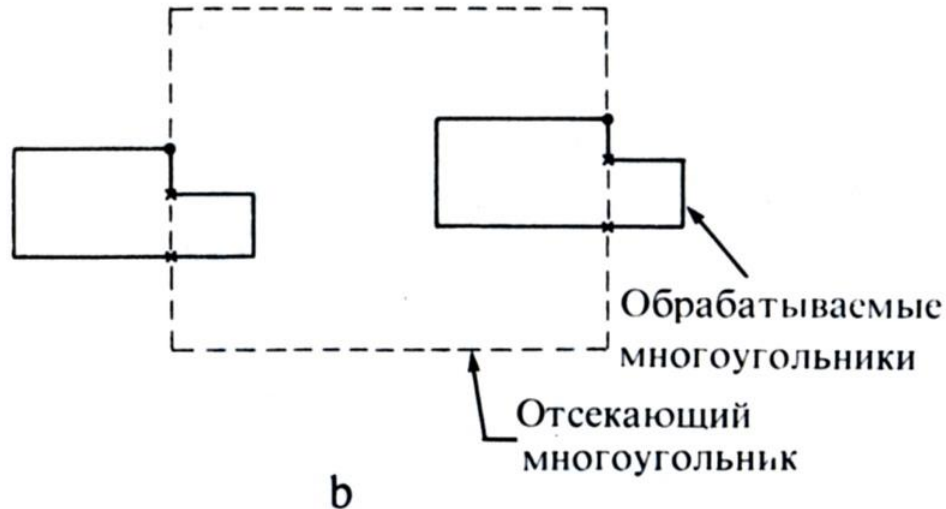 Обрабатываемые
многоугольники
Отсекающий
многоугольник
b